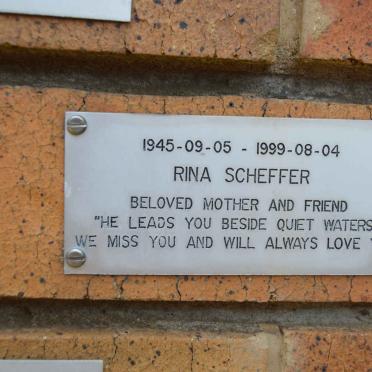 1945-09-05 - 1999-08-04
RINA SCHEFFER
BELOVED MOTHER AND FRIEND
"HE LEADS YOU BESIDE QUIET WATERS
WE MISS YOU AND WILL ALWAYS LOVE